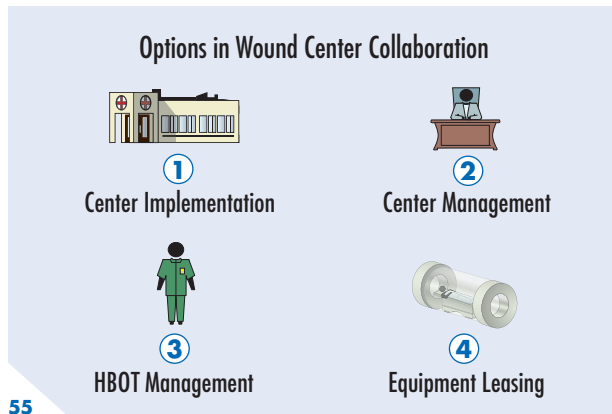 Options in Wound Center Collaboration
1
Center Implementation
2
Center Management
3
HBOT Management
4
Equipment Leasing
55